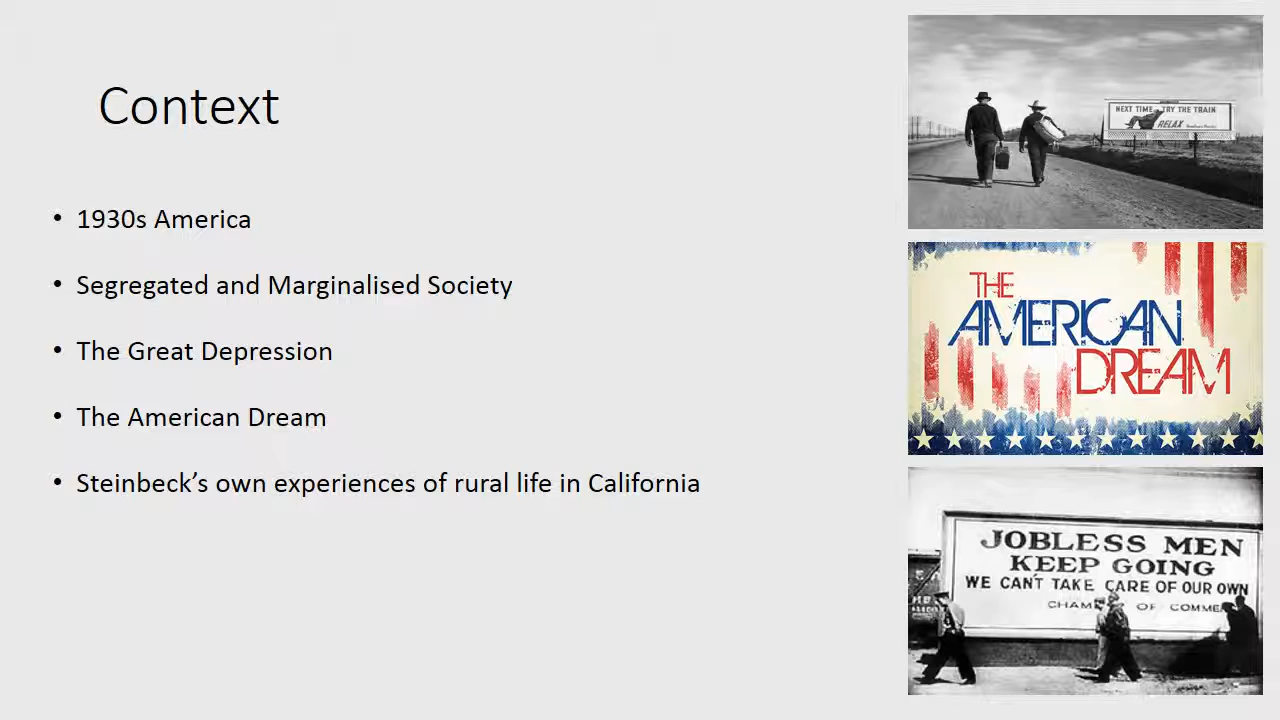 Context
• 1930s America
• Segregated and Marginalised Society
• The Great Depression
• The American Dream
• Steinbeck’s own experiences of rural life in California
NEXT TIME TRY THE TRAIN
RELAX
THE
AMERICAN
DREAM
JOBLESS MEN
KEEP GOING
WE CAN'T TAKE CARE OF OUR OWN
OF